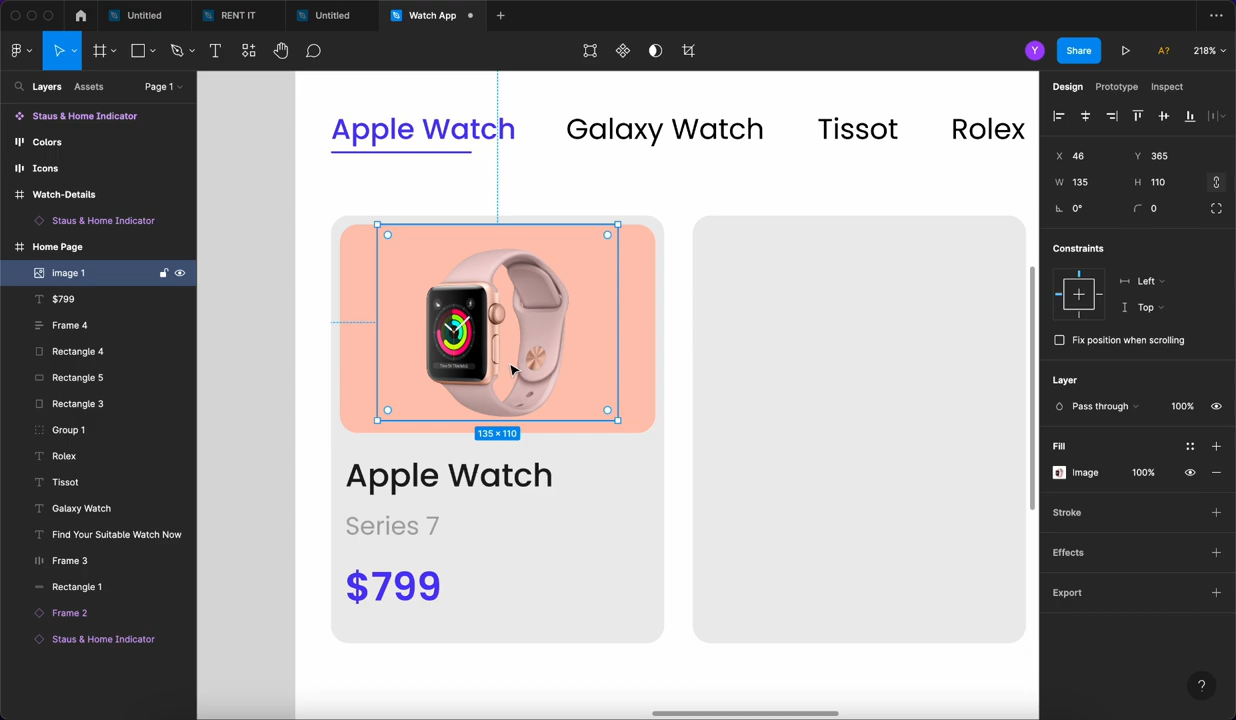 Untitled
RENT IT
Untitled
Watch App
Y
Share
A?
218%
Layers
Assets
Page 1
Staus & Home Indicator
Colors
Icons
Watch-Details
Staus & Home Indicator
Home Page
image 1
$799
Frame 4
Rectangle 4
Rectangle 5
Rectangle 3
Group 1
Rolex
Tissot
Galaxy Watch
Find Your Suitable Watch Now
Frame 3
Rectangle 1
Frame 2
Staus & Home Indicator
Apple Watch
Galaxy Watch
Tissot
Rolex
135 × 110
Apple Watch
Series 7
$799
Design
Prototype
Inspect
X 46
Y 365
W 135
H 110
0°
0
Constraints
Left
Top
Fix position when scrolling
Layer
Pass through
100%
Fill
Image
100%
Stroke
Effects
Export
?